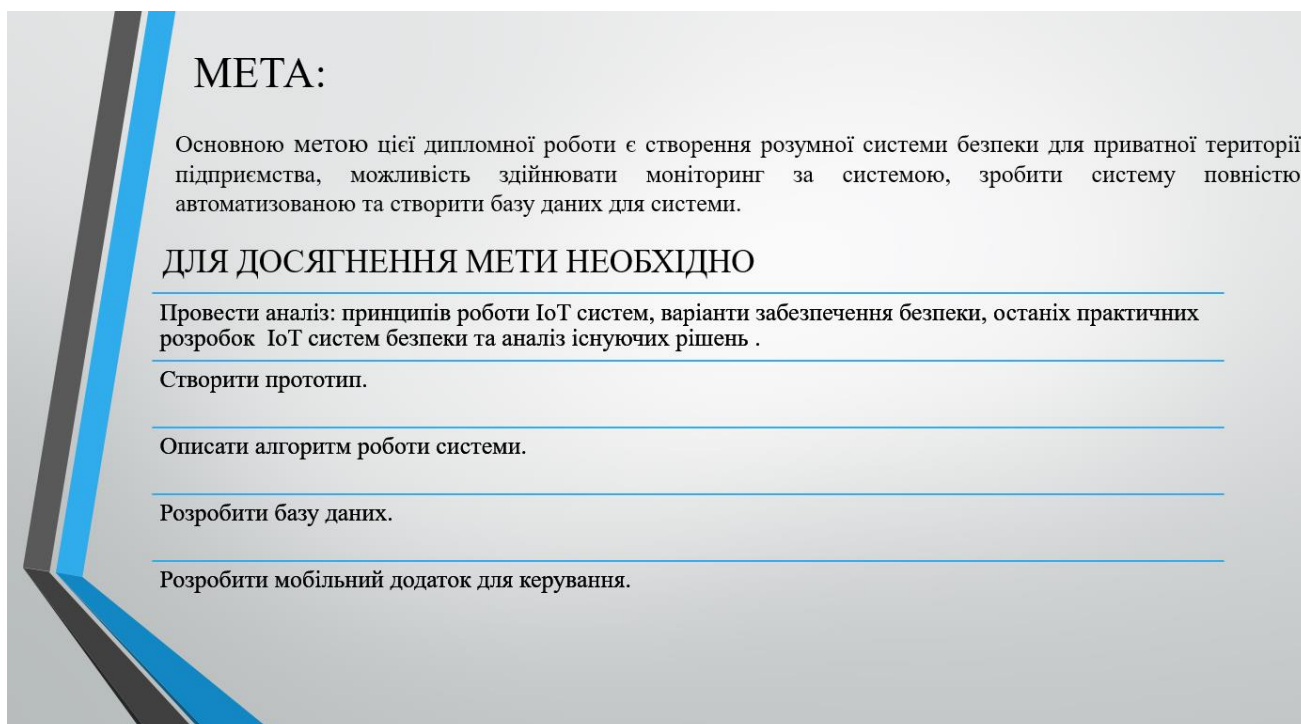 МЕТА:
Основною метою цієї дипломної роботи є створення розумної системи безпеки для приватної території
підприємства, можливість здійнювати моніторинг за системою, зробити систему повністю
автоматизованою та створити базу даних для системи.
ДЛЯ ДОСЯГНЕННЯ МЕТИ НЕОБХІДНО
Провести аналіз: принципів роботи IoT систем, варіанти забезпечення безпеки, останіх практичних
розробок IoT систем безпеки та аналіз існуючих рішень .
Створити прототип.
Описати алгоритм роботи системи.
Розробити базу даних.
Розробити мобільний додаток для керування.